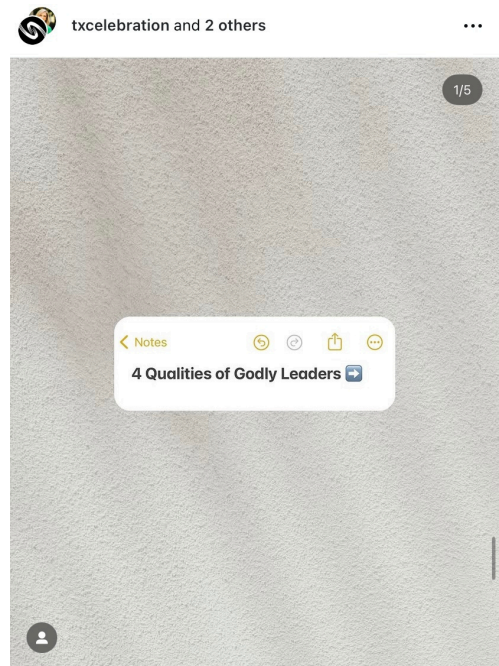 txcelebration and 2 others
1/5
Notes
4 Qualities of Godly Leaders ➡️